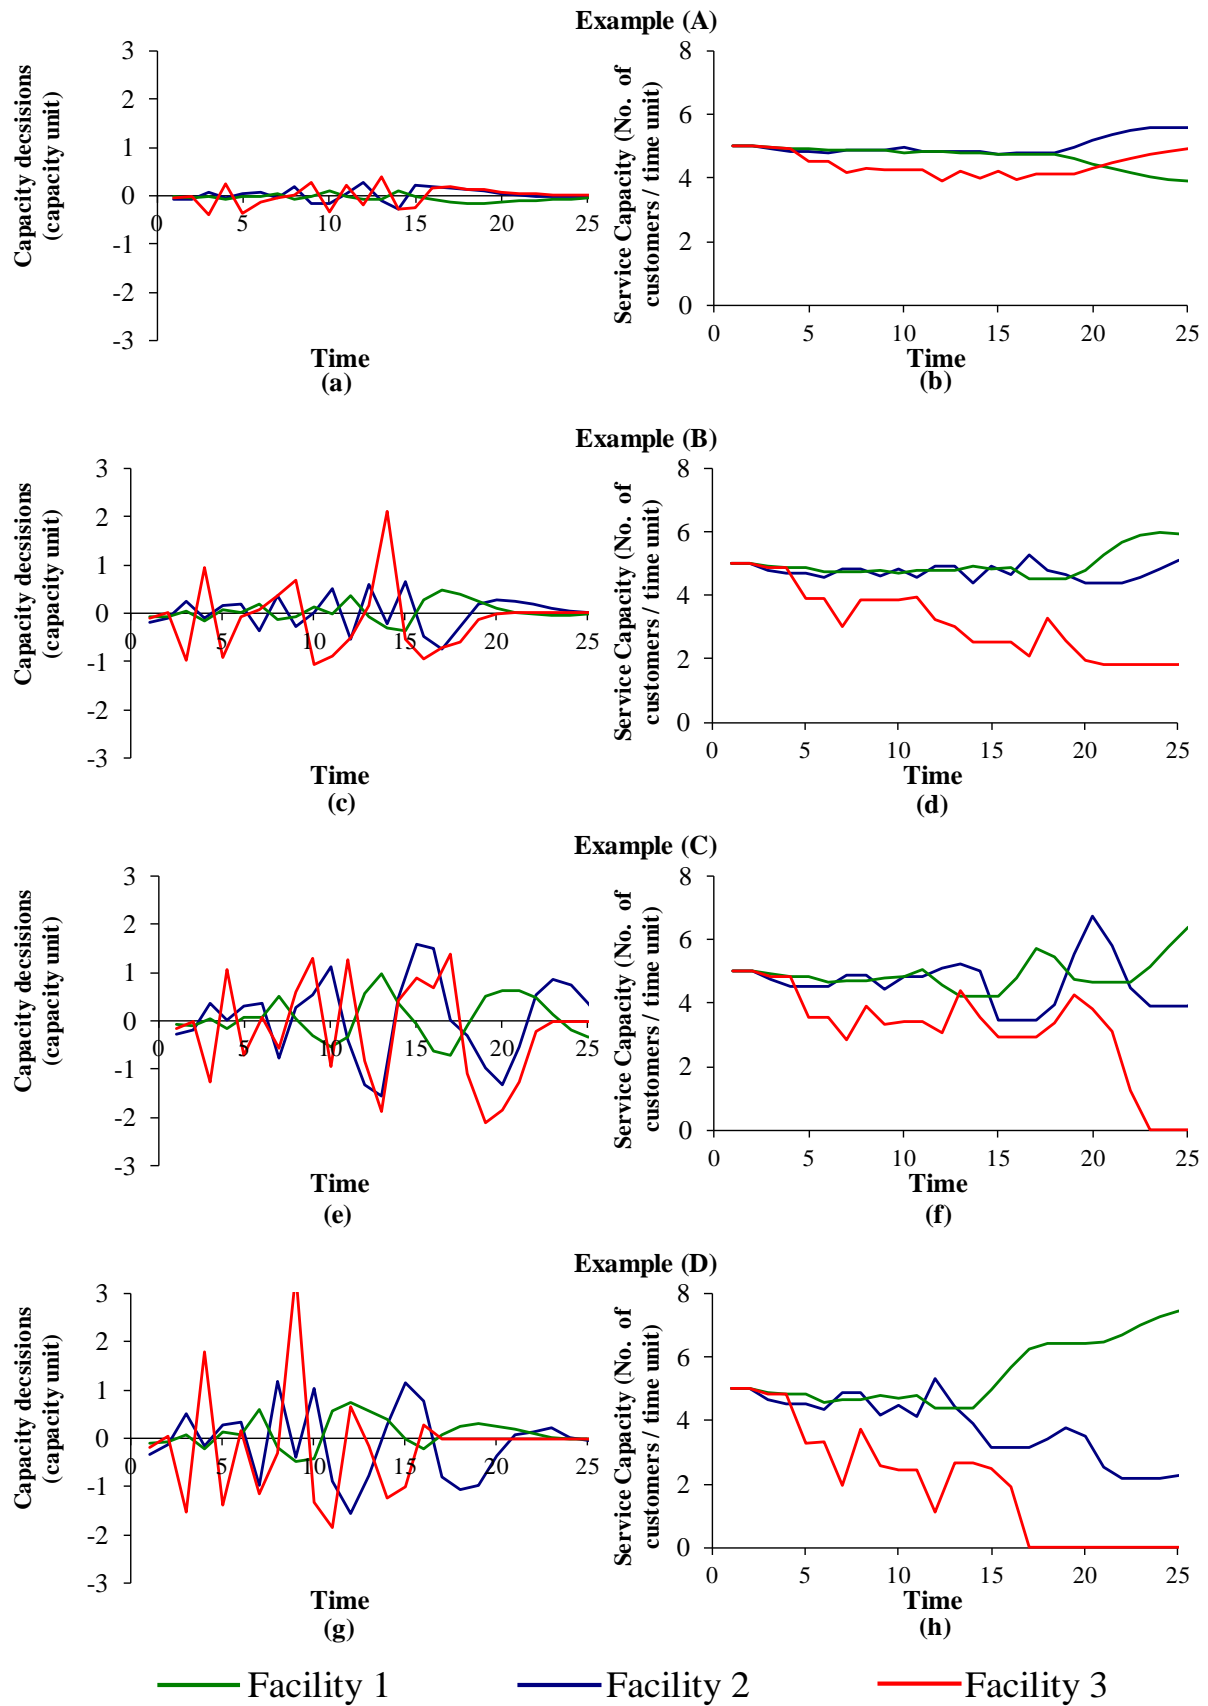 Example (A)
Capacity decsisions
(capacity unit)
3
2
1
0
-1
-2
-3
0
5
10
15
20
25
Time
(a)
Service Capacity (No. of
customers / time unit)
8
6
4
2
0
0
5
10
15
20
25
Time
(b)
Example (B)
Capacity decsisions
(capacity unit)
3
2
1
0
-1
-2
-3
0
5
10
15
20
25
Time
(c)
Service Capacity (No. of
customers / time unit)
8
6
4
2
0
0
5
10
15
20
25
Time
(d)
Example (C)
Capacity decsisions
(capacity unit)
3
2
1
0
-1
-2
-3
0
5
10
15
20
25
Time
(e)
Service Capacity (No. of
customers / time unit)
8
6
4
2
0
0
5
10
15
20
25
Time
(f)
Example (D)
Capacity decsisions
(capacity unit)
3
2
1
0
-1
-2
-3
0
5
10
15
20
25
Time
(g)
Service Capacity (No. of
customers / time unit)
8
6
4
2
0
0
5
10
15
20
25
Time
(h)
Facility 1
Facility 2
Facility 3